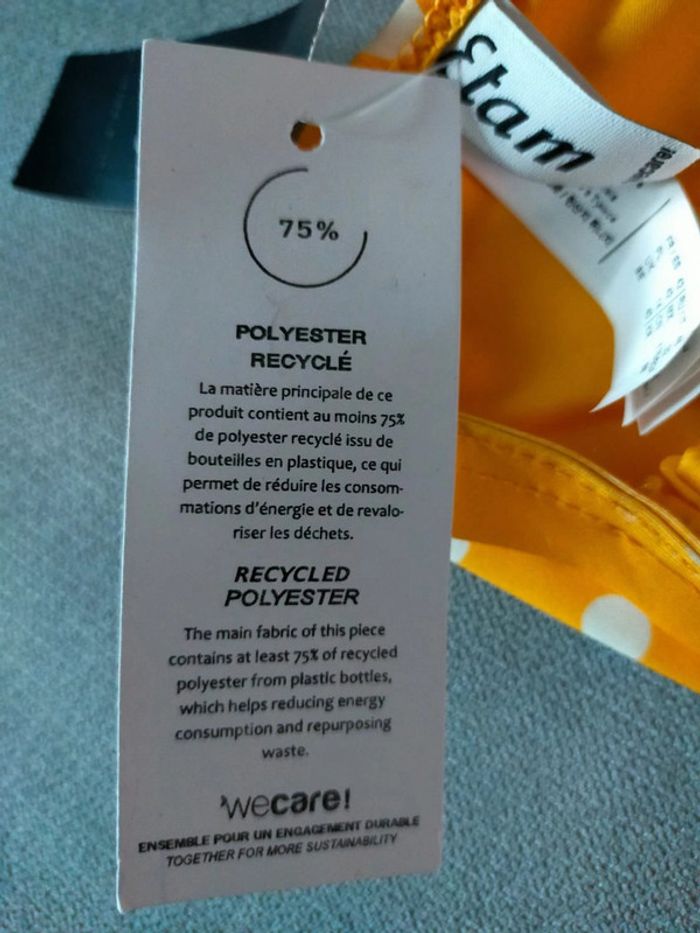 Etam
75%
POLYESTER
RECYCLÉ
La matière principale de ce
produit contient au moins 75%
de polyester recyclé issu de
bouteilles en plastique, ce qui
permet de réduire les consom-
mations d'énergie et de revalo-
riser les déchets.
RECYCLED
POLYESTER
The main fabric of this piece
contains at least 75% of recycled
polyester from plastic bottles,
which helps reducing energy
consumption and repurposing
waste.
'wecare!
ENSEMBLE POUR UN ENGAGEMENT DURABLE
TOGETHER FOR MORE SUSTAINABILITY